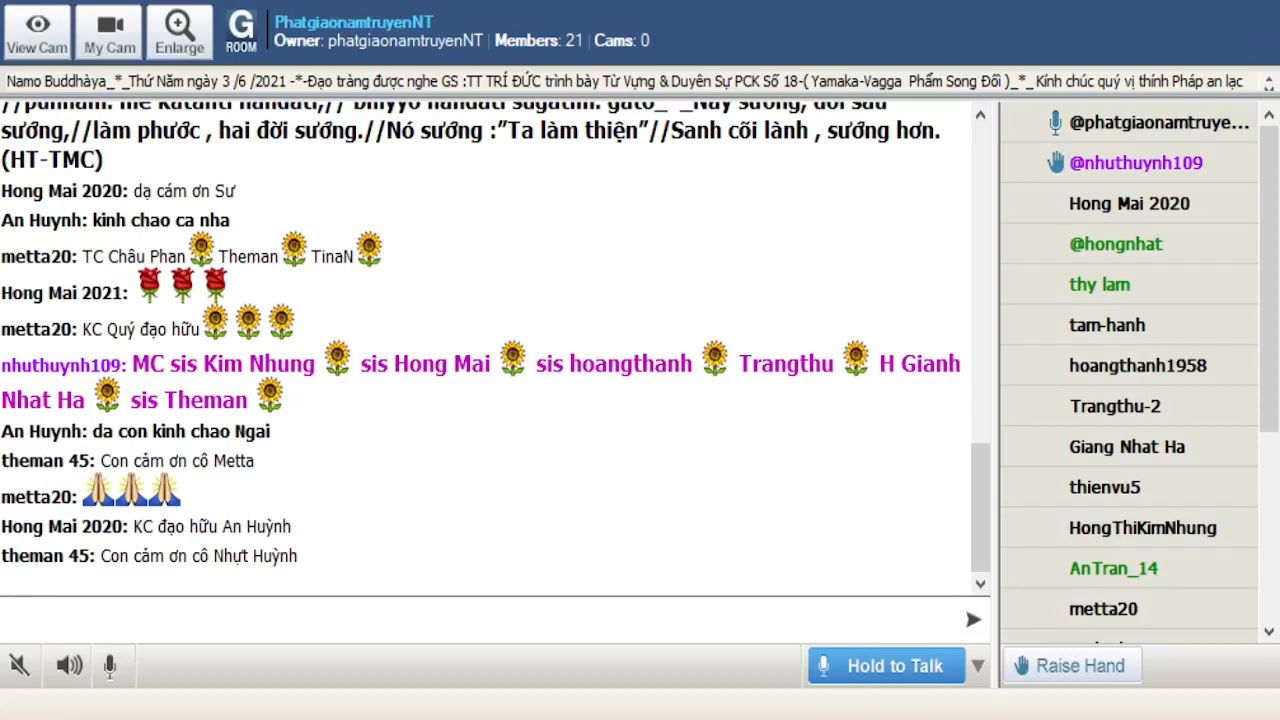 View Cam
My Cam
Enlarge
G
ROOM
PhatgiaonamtruyenNT
Owner: phatgiaonamtruyenNT | Members: 21 | Cams: 0
Namo Buddhàya_*_Thứ Năm ngày 3 /6 /2021 -*-Đạo tràng được nghe GS :TT TRÍ ĐỨC trình bày Từ Vựng & Duyên Sự PCK Số 18-( Yamaka-Vagga Phẩm Song Đối )_*_Kính chúc quý vị thính Pháp an lạc
sướng,//làm phước , hai đời sướng.//Nó sướng :”Ta làm thiện”//Sanh cõi lành , sướng hơn.
(HT-TMC)
Hong Mai 2020: dạ cám ơn Sư
An Huynh: kinh chao ca nha
metta20: TC Châu Phan Theman TinaN
Hong Mai 2021:
metta20: KC Quý đạo hữu
nhuthuynh109: MC sis Kim Nhung sis Hong Mai sis hoangthanh Trangthu H Gianh
Nhat Ha sis Theman
An Huynh: da con kinh chao Ngai
theman 45: Con cảm ơn cô Metta
metta20:
Hong Mai 2020: KC đạo hữu An Huỳnh
theman 45: Con cảm ơn cô Nhựt Huỳnh
@phatgiaonamtruye...
@nhuthuynh109
Hong Mai 2020
@hongnhat
thy lam
tam-hanh
hoangthanh1958
Trangthu-2
Giang Nhat Ha
thienvu5
HongThiKimNhung
AnTran_14
metta20
Hold to Talk
Raise Hand